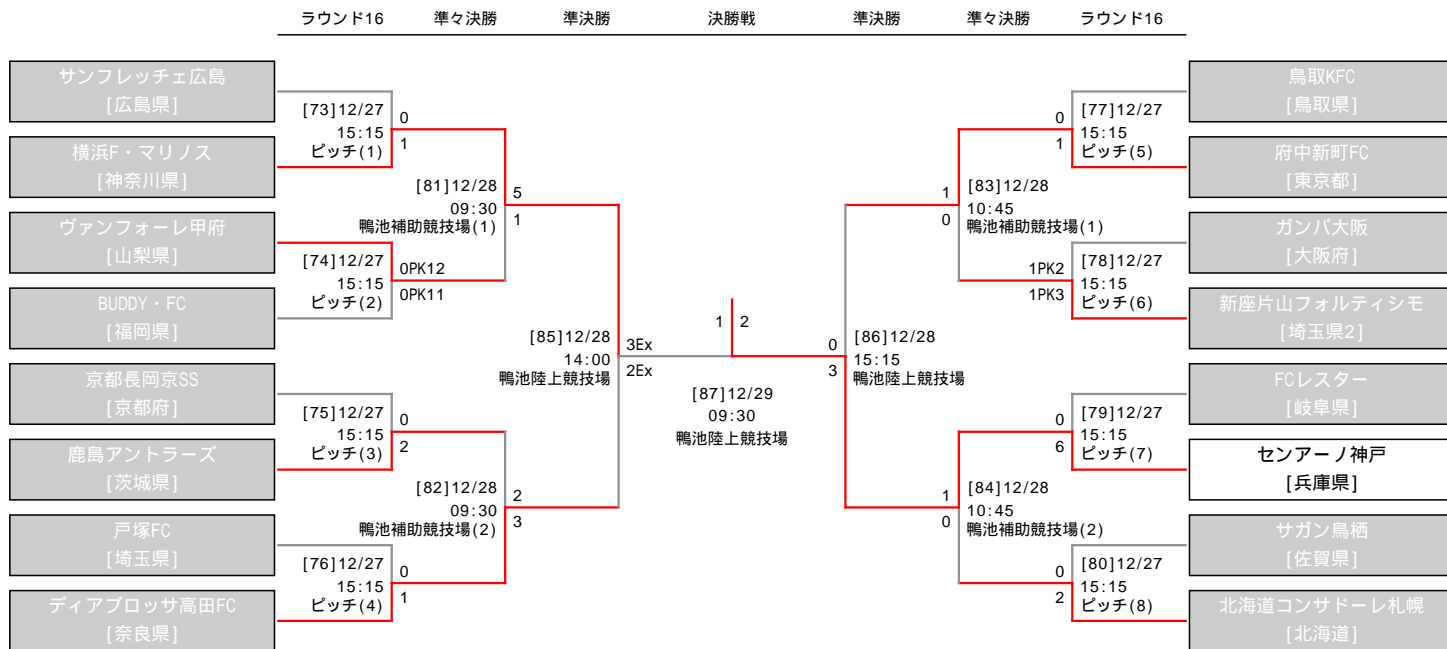 ラウンド16 準々決勝 準決勝 決勝戦 準決勝 準々決勝 ラウンド16
サンフレッチェ広島
[広島県]
横浜F・マリノス
[神奈川県]
ヴァンフォーレ甲府
[山梨県]
BUDDY・FC
[福岡県]
京都長岡京SS
[京都府]
鹿島アントラーズ
[茨城県]
戸塚FC
[埼玉県]
ディアブロッサ高田FC
[奈良県]
[73]12/27
15:15
ピッチ(1)
0
1
[74]12/27
15:15
ピッチ(2)
0PK12
0PK11
[75]12/27
15:15
ピッチ(3)
0
2
[76]12/27
15:15
ピッチ(4)
0
1
[81]12/28
09:30
鴨池補助競技場(1)
5
1
[82]12/28
09:30
鴨池補助競技場(2)
2
3
[85]12/28
14:00
鴨池陸上競技場
3Ex
2Ex
1 2
[87]12/29
09:30
鴨池陸上競技場
0
3
[86]12/28
15:15
鴨池陸上競技場
1
0
[83]12/28
10:45
鴨池補助競技場(1)
1
0
[84]12/28
10:45
鴨池補助競技場(2)
0
1
[77]12/27
15:15
ピッチ(5)
1PK2
1PK3
[78]12/27
15:15
ピッチ(6)
0
6
[79]12/27
15:15
ピッチ(7)
0
2
[80]12/27
15:15
ピッチ(8)
鳥取KFC
[鳥取県]
府中新町FC
[東京都]
ガンバ大阪
[大阪府]
新座片山フォルティシモ
[埼玉県2]
FCレスター
[岐阜県]
センアーノ神戸
[兵庫県]
サガン鳥栖
[佐賀県]
北海道コンサドーレ札幌
[北海道]